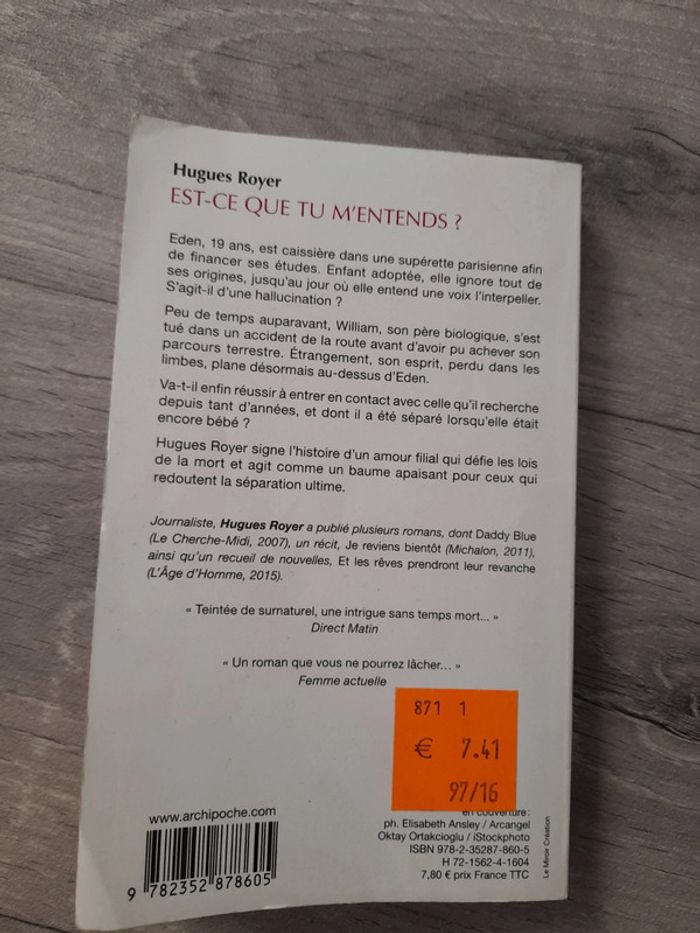 Hugues Royer
EST-CE QUE TU M'ENTENDS ?
Eden, 19 ans, est caissière dans une supérette parisienne afin
de financer ses études. Enfant adoptée, elle ignore tout de
ses origines, jusqu'au jour où elle entend une voix l'interpeller.
S'agit-il d'une hallucination ?
Peu de temps auparavant, William, son père biologique, s'est
tué dans un accident de la route avant d'avoir pu achever son
parcours terrestre. Étrangement, son esprit, perdu dans les
limbes, plane désormais au-dessus d'Eden.
Va-t-il enfin réussir à entrer en contact avec celle qu'il recherche
depuis tant d'années, et dont il a été séparé lorsqu'elle était
encore bébé ?
Hugues Royer signe l'histoire d'un amour filial qui défie les lois
de la mort et agit comme un baume apaisant pour ceux qui
redoutent la séparation ultime.
Journaliste, Hugues Royer a publié plusieurs romans, dont Daddy Blue
(Le Cherche-Midi, 2007), un récit, Je reviens bientôt (Michalon, 2011),
ainsi qu'un recueil de nouvelles, Et les rêves prendront leur revanche
(L'Âge d'Homme, 2015).
« Teintée de surnaturel, une intrigue sans temps mort... »
Direct Matin
« Un roman que vous ne pourrez lâcher... »
Femme actuelle
871 1
€ 7.41
97/16
www.archipoche.com
9 782352 878605
en couverture :
ph. Elisabeth Ansley / Arcangel
Oktay Ortakcioglu / iStockphoto
ISBN 978-2-35287-860-5
H 72-1562-4-1604
7,80 € prix France TTC
Le Miroir Création